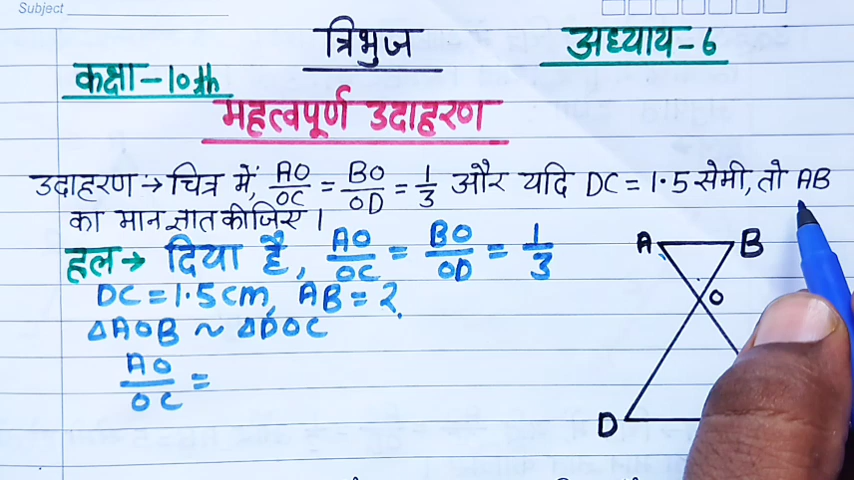 Subject
त्रिभुज
अध्याय-6
कक्षा-10th
महत्वपूर्ण उदाहरण
उदाहरण→ चित्र में, AO/OC = BO/OD = 1/3 और यदि DC = 1.5 सेमी, तो AB
का मान ज्ञात कीजिए।
हल→ दिया है, AO/OC = BO/OD = 1/3
DC = 1.5 cm, AB = ?
△AOB ~ △DOC
AO/OC =
A
B
O
D